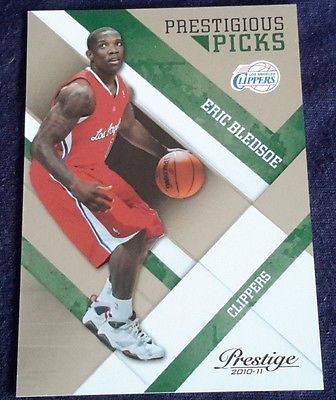 PRESTIGIOUS
PICKS
LOS ANGELES
CLIPPERS
ERIC BLEDSOE
Los Angeles
CLIPPERS
Prestige
2010-11